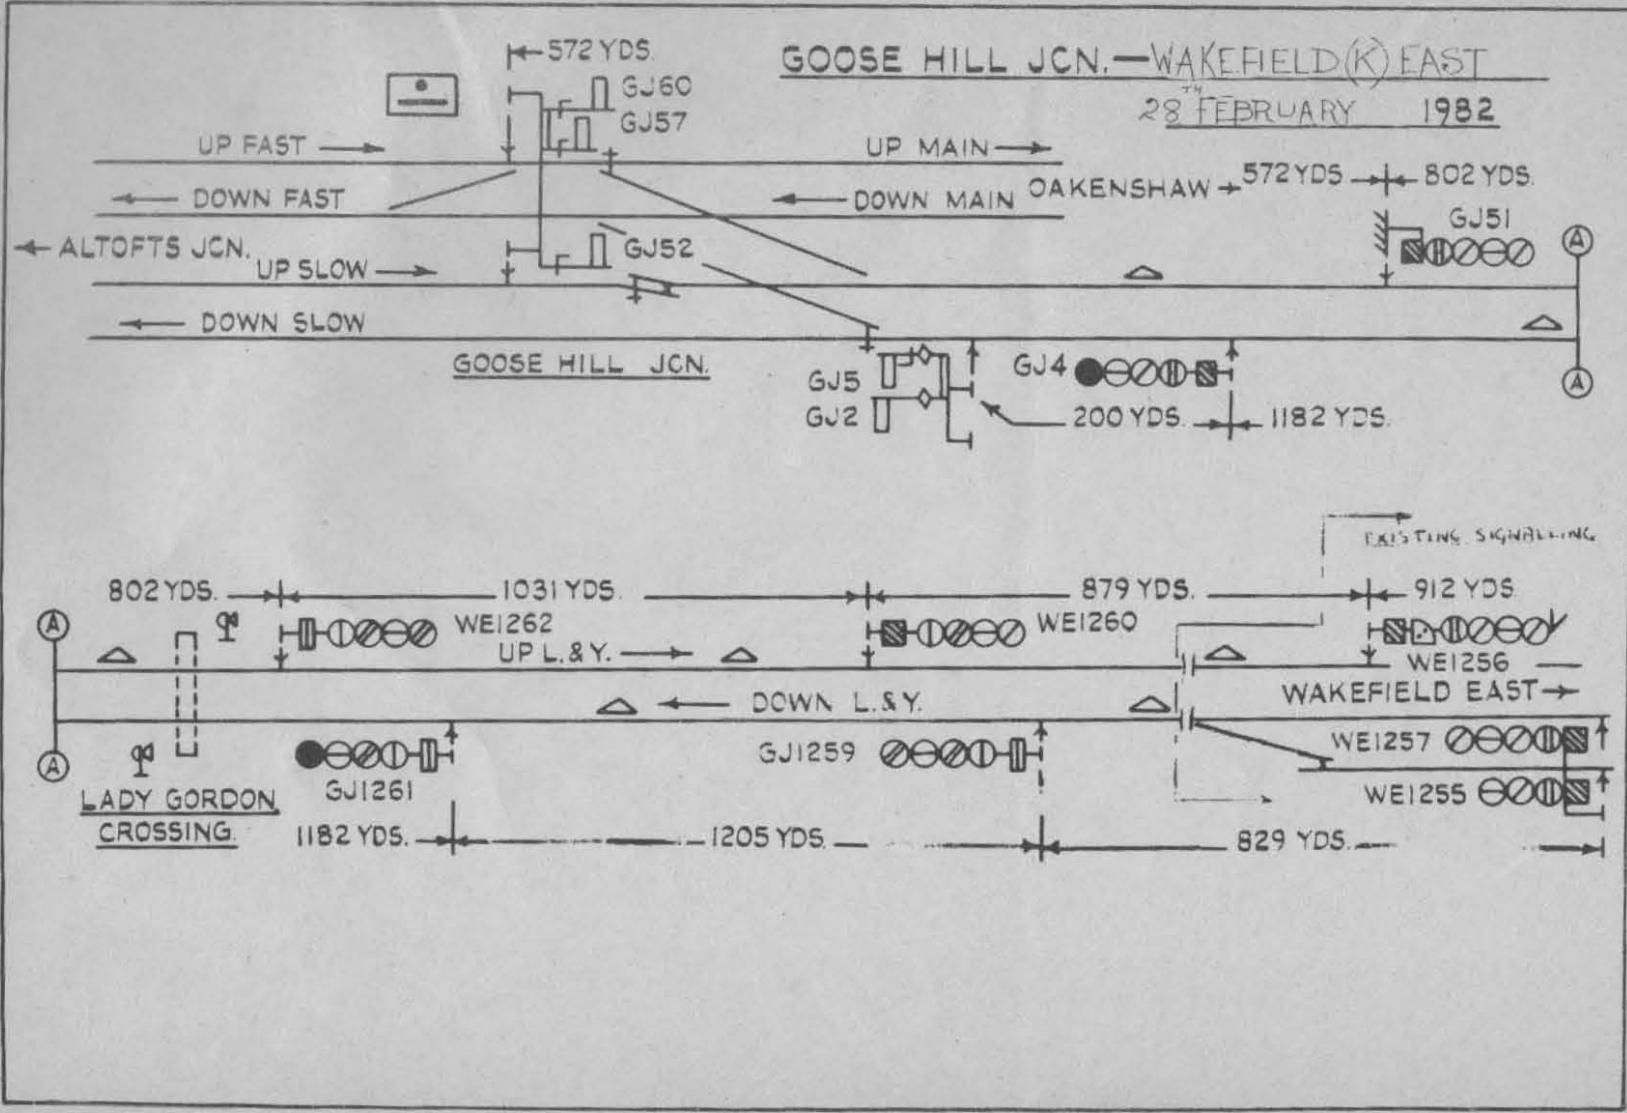 GOOSE HILL JCN.—WAKEFIELD (K) EAST
28TH FEBRUARY 1982
572 YDS.
GJ60
GJ57
UP FAST
UP MAIN
DOWN FAST
DOWN MAIN
OAKENSHAW
572 YDS
802 YDS.
GJ51
ALTOFTS JCN.
UP SLOW
GJ52
A
DOWN SLOW
GOOSE HILL JCN.
GJ5
GJ2
GJ4
A
200 YDS.
1182 YDS.
EXISTING SIGNALLING
802 YDS.
1031 YDS.
879 YDS.
912 YDS
A
WE1262
WE1260
UP L.&Y.
WE1256
DOWN L.&Y.
WAKEFIELD EAST
A
GJ1261
GJ1259
WE1257
WE1255
LADY GORDON
CROSSING.
1182 YDS.
1205 YDS.
829 YDS.